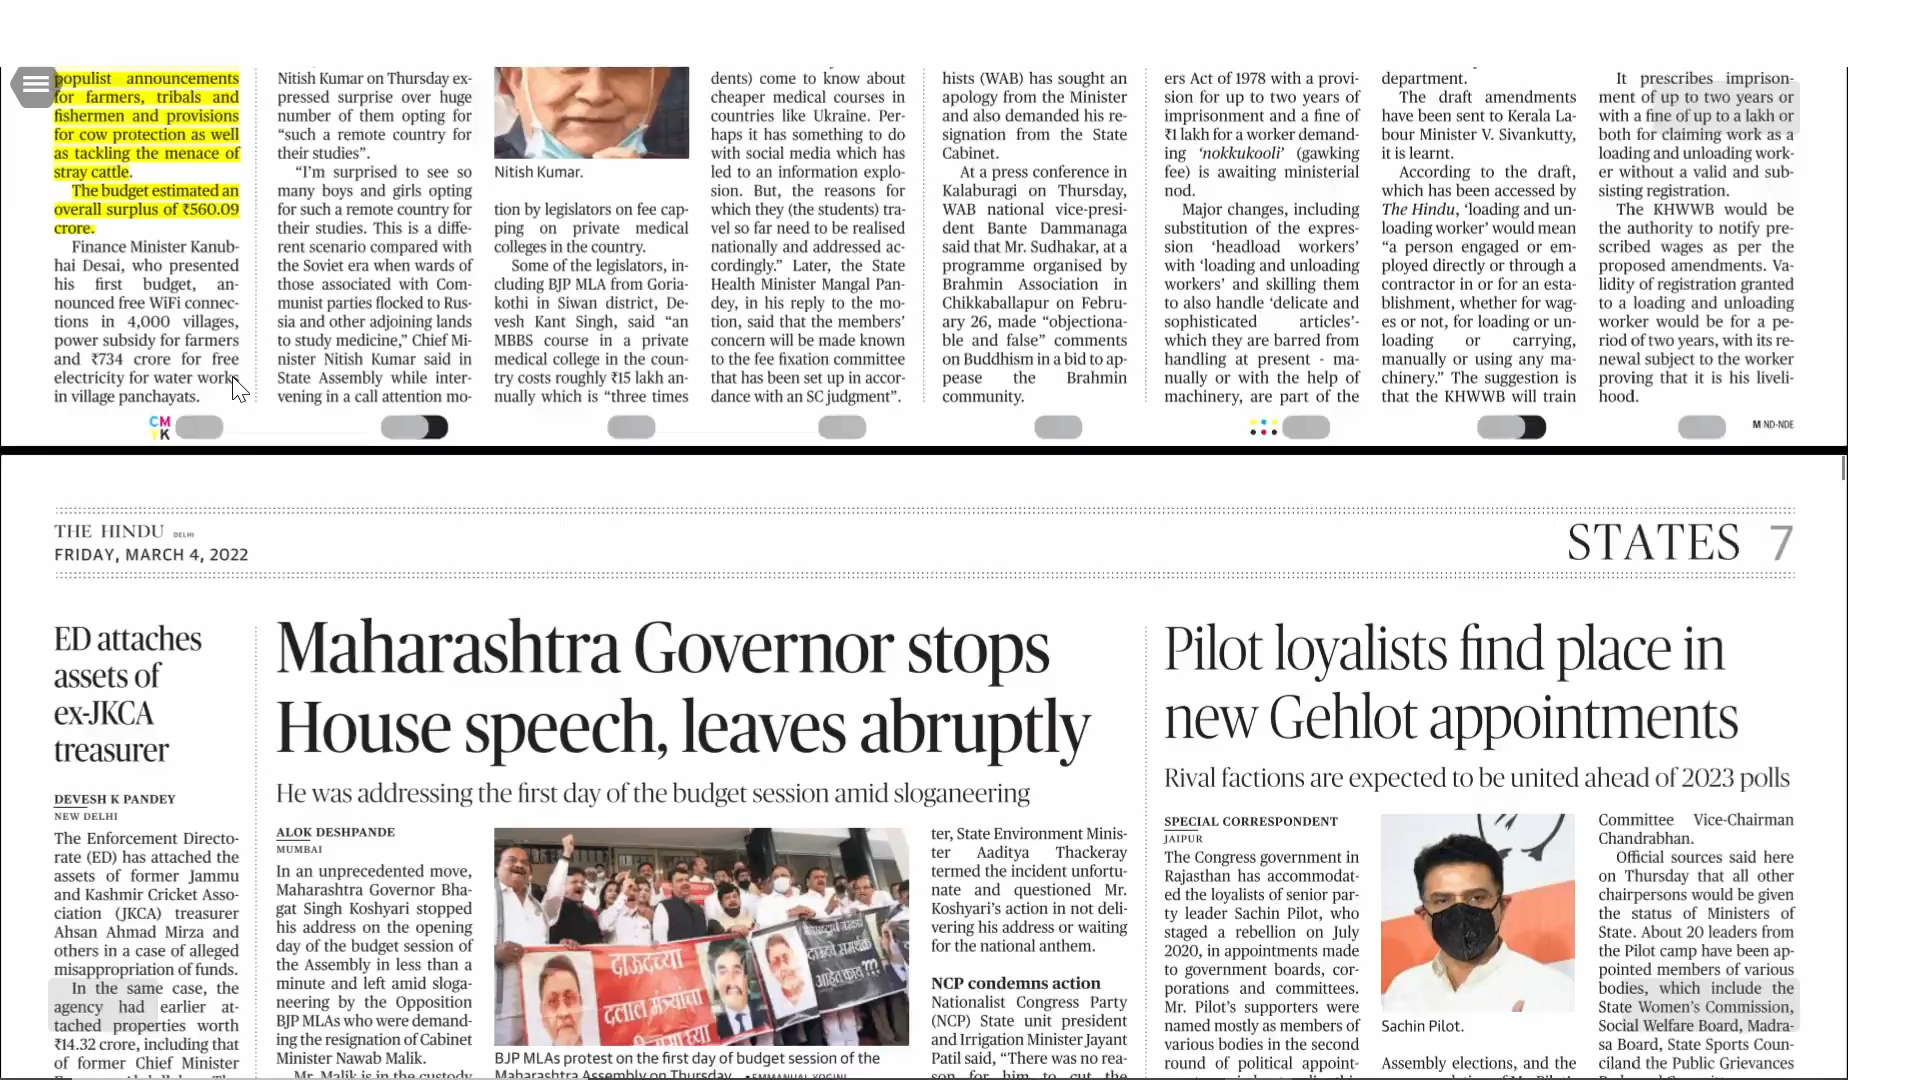 populist announcements
for farmers, tribals and
fishermen and provisions
for cow protection as well
as tackling the menace of
stray cattle.
The budget estimated an
overall surplus of ₹560.09
crore.
Finance Minister Kanub-
hai Desai, who presented
his first budget, an-
nounced free WiFi connec-
tions in 4,000 villages,
power subsidy for farmers
and ₹734 crore for free
electricity for water works
in village panchayats.
Nitish Kumar on Thursday ex-
pressed surprise over huge
number of them opting for
“such a remote country for
their studies”.
“I’m surprised to see so
many boys and girls opting
for such a remote country for
their studies. This is a diffe-
rent scenario compared with
the Soviet era when wards of
those associated with Com-
munist parties flocked to Rus-
sia and other adjoining lands
to study medicine,” Chief Mi-
nister Nitish Kumar said in
State Assembly while inter-
vening in a call attention mo-
Nitish Kumar.
tion by legislators on fee cap-
ping on private medical
colleges in the country.
Some of the legislators, in-
cluding BJP MLA from Goria-
kothi in Siwan district, De-
vesh Kant Singh, said “an
MBBS course in a private
medical college in the coun-
try costs roughly ₹15 lakh an-
nually which is “three times
dents) come to know about
cheaper medical courses in
countries like Ukraine. Per-
haps it has something to do
with social media which has
led to an information explo-
sion. But, the reasons for
which they (the students) tra-
vel so far need to be realised
nationally and addressed ac-
cordingly.” Later, the State
Health Minister Mangal Pan-
dey, in his reply to the mo-
tion, said that the members’
concern will be made known
to the fee fixation committee
that has been set up in accor-
dance with an SC judgment”.
hists (WAB) has sought an
apology from the Minister
and also demanded his re-
signation from the State
Cabinet.
At a press conference in
Kalaburagi on Thursday,
WAB national vice-presi-
dent Bante Dammanaga
said that Mr. Sudhakar, at a
programme organised by
Brahmin Association in
Chikkaballapur on Febru-
ary 26, made “objectiona-
ble and false” comments
on Buddhism in a bid to ap-
pease the Brahmin
community.
ers Act of 1978 with a provi-
sion for up to two years of
imprisonment and a fine of
₹1 lakh for a worker demand-
ing ‘nokkukooli’ (gawking
fee) is awaiting ministerial
nod.
Major changes, including
substitution of the expres-
sion ‘headload workers’
with ‘loading and unloading
workers’ and skilling them
to also handle ‘delicate and
sophisticated articles’-
which they are barred from
handling at present - ma-
nually or with the help of
machinery, are part of the
department.
The draft amendments
have been sent to Kerala La-
bour Minister V. Sivankutty,
it is learnt.
According to the draft,
which has been accessed by
The Hindu, ‘loading and un-
loading worker’ would mean
“a person engaged or em-
ployed directly or through a
contractor in or for an esta-
blishment, whether for wag-
es or not, for loading or un-
loading or carrying,
manually or using any ma-
chinery.” The suggestion is
that the KHWWB will train
It prescribes imprison-
ment of up to two years or
with a fine of up to a lakh or
both for claiming work as a
loading and unloading work-
er without a valid and sub-
sisting registration.
The KHWWB would be
the authority to notify pre-
scribed wages as per the
proposed amendments. Va-
lidity of registration granted
to a loading and unloading
worker would be for a pe-
riod of two years, with its re-
newal subject to the worker
proving that it is his liveli-
hood.
CM
YK
M ND-NDE
THE HINDU DELHI
FRIDAY, MARCH 4, 2022
STATES 7
ED attaches
assets of
ex-JKCA
treasurer
DEVESH K PANDEY
NEW DELHI
The Enforcement Directo-
rate (ED) has attached the
assets of former Jammu
and Kashmir Cricket Asso-
ciation (JKCA) treasurer
Ahsan Ahmad Mirza and
others in a case of alleged
misappropriation of funds.
In the same case, the
agency had earlier at-
tached properties worth
₹14.32 crore, including that
of former Chief Minister
Maharashtra Governor stops
House speech, leaves abruptly
He was addressing the first day of the budget session amid sloganeering
ALOK DESHPANDE
MUMBAI
In an unprecedented move,
Maharashtra Governor Bha-
gat Singh Koshyari stopped
his address on the opening
day of the budget session of
the Assembly in less than a
minute and left amid sloga-
neering by the Opposition
BJP MLAs who were demand-
ing the resignation of Cabinet
Minister Nawab Malik.
Mr. Malik is in the custody
दाऊदच्या
दलाल मंत्र्यांचा
BJP MLAs protest on the first day of budget session of the
Maharashtra Assembly on Thursday. EMMANUAL YOGINI
ter, State Environment Minis-
ter Aaditya Thackeray
termed the incident unfortu-
nate and questioned Mr.
Koshyari’s action in not deli-
vering his address or waiting
for the national anthem.
NCP condemns action
Nationalist Congress Party
(NCP) State unit president
and Irrigation Minister Jayant
Patil said, “There was no rea-
son for him to cut the
Pilot loyalists find place in
new Gehlot appointments
Rival factions are expected to be united ahead of 2023 polls
SPECIAL CORRESPONDENT
JAIPUR
The Congress government in
Rajasthan has accommodat-
ed the loyalists of senior par-
ty leader Sachin Pilot, who
staged a rebellion on July
2020, in appointments made
to government boards, cor-
porations and committees.
Mr. Pilot’s supporters were
named mostly as members of
various bodies in the second
round of political appoint-
Sachin Pilot.
Assembly elections, and the
Committee Vice-Chairman
Chandrabhan.
Official sources said here
on Thursday that all other
chairpersons would be given
the status of Ministers of
State. About 20 leaders from
the Pilot camp have been ap-
pointed members of various
bodies, which include the
State Women’s Commission,
Social Welfare Board, Madra-
sa Board, State Sports Coun-
ciland the Public Grievances